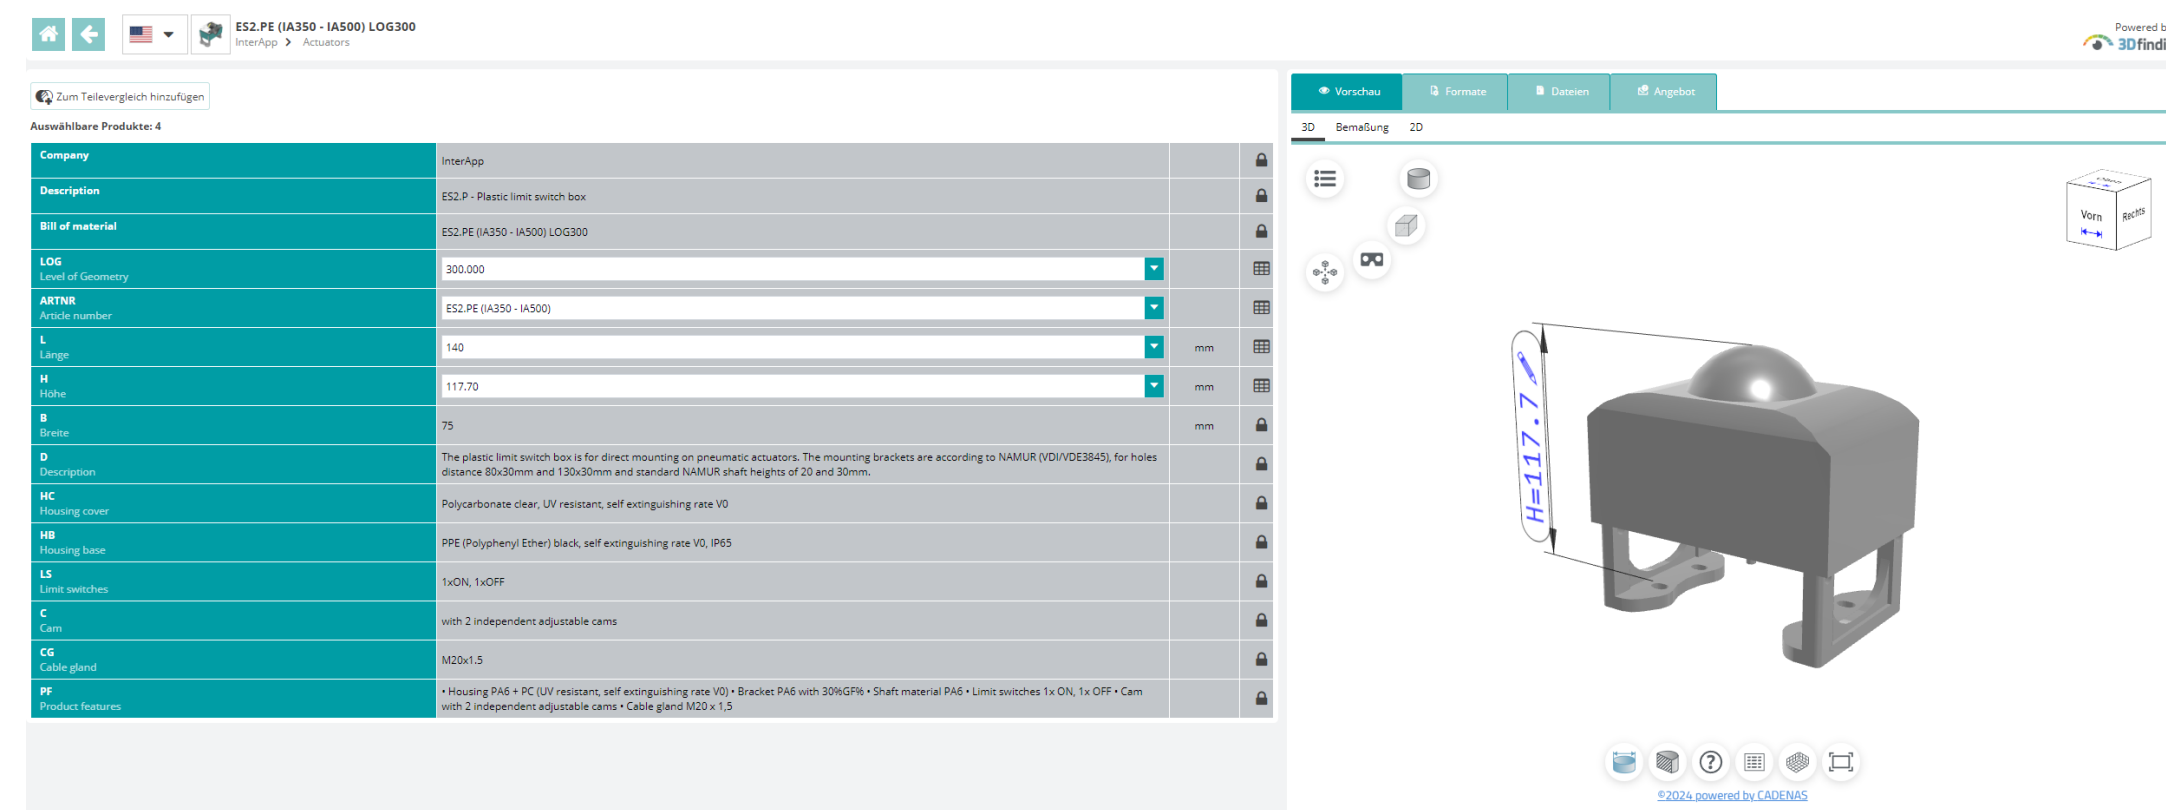 ES2.PE (IA350 - IA500) LOG300
InterApp Actuators
Powered b
3Dfindi
Zum Teilevergleich hinzufügen
Auswählbare Produkte: 4
Company
InterApp
Description
ES2.P - Plastic limit switch box
Bill of material
ES2.PE (IA350 - IA500) LOG300
LOG
Level of Geometry
300.000
ARTNR
Article number
ES2.PE (IA350 - IA500)
L
Länge
140
mm
H
Höhe
117.70
mm
B
Breite
75
mm
D
Description
The plastic limit switch box is for direct mounting on pneumatic actuators. The mounting brackets are according to NAMUR (VDI/VDE3845), for holes
distance 80x30mm and 130x30mm and standard NAMUR shaft heights of 20 and 30mm.
HC
Housing cover
Polycarbonate clear, UV resistant, self extinguishing rate V0
HB
Housing base
PPE (Polyphenyl Ether) black, self extinguishing rate V0, IP65
LS
Limit switches
1xON, 1xOFF
C
Cam
with 2 independent adjustable cams
CG
Cable gland
M20x1.5
PF
Product features
• Housing PA6 + PC (UV resistant, self extinguishing rate V0) • Bracket PA6 with 30%GF% • Shaft material PA6 • Limit switches 1x ON, 1x OFF • Cam
with 2 independent adjustable cams • Cable gland M20 x 1,5
Vorschau
Formate
Dateien
Angebot
3D
Bemaßung
2D
Oben
Vorn
Rechts
H=117.7
©2024 powered by CADENAS